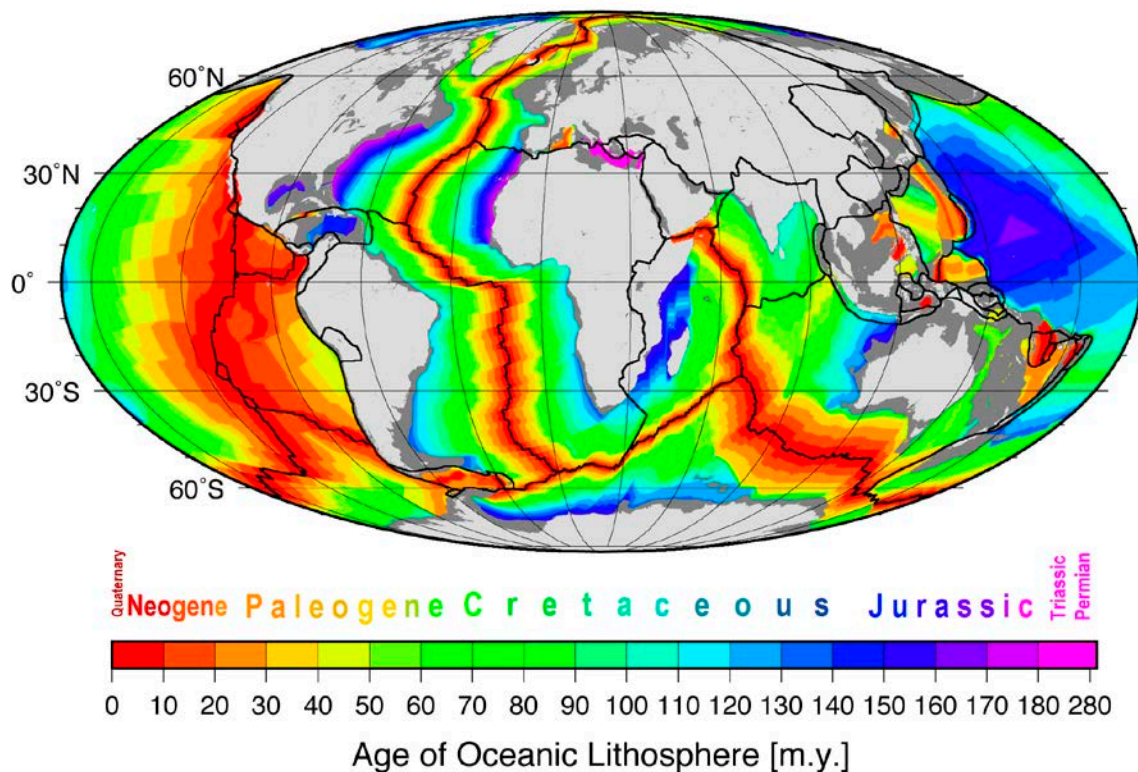 60°N
30°N
0°
30°S
60°S
Quaternary Neogene Paleogene Cretaceous Jurassic Triassic Permian
0 10 20 30 40 50 60 70 80 90 100 110 120 130 140 150 160 170 280
Age of Oceanic Lithosphere [m.y.]